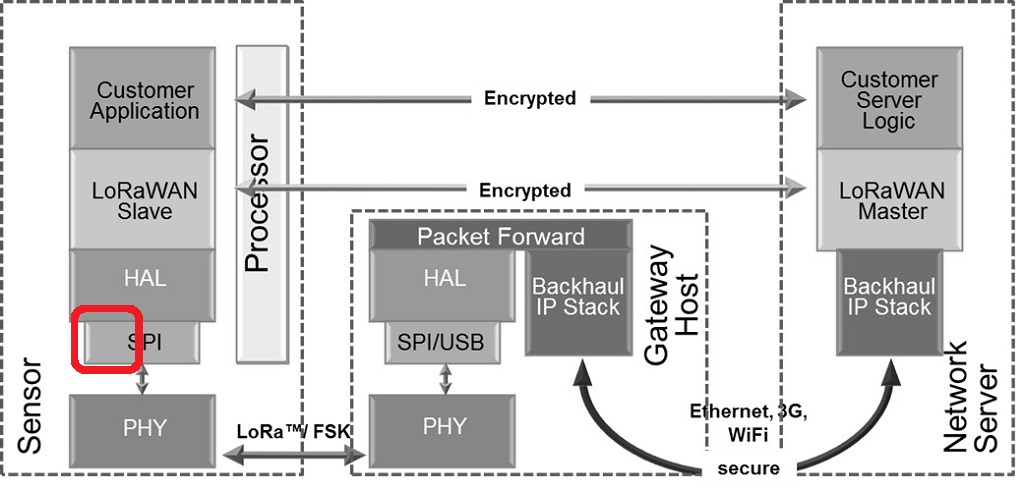 Customer
Application
LoRaWAN
Slave
HAL
SPI
PHY
Sensor
Processor
Encrypted
Encrypted
LoRa™/ FSK
Packet Forward
HAL
SPI/USB
PHY
Backhaul
IP Stack
Gateway
Host
Ethernet, 3G,
WiFi
secure
Customer
Server
Logic
LoRaWAN
Master
Backhaul
IP Stack
Network
Server